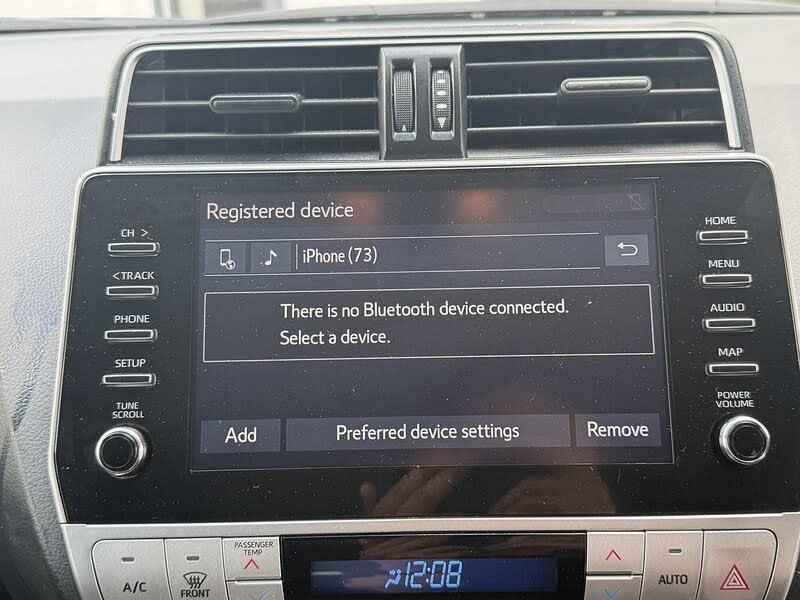 Registered device
iPhone (73)
There is no Bluetooth device connected.
Select a device.
Add
Preferred device settings
Remove
CH >
<TRACK
PHONE
SETUP
TUNE
SCROLL
HOME
MENU
AUDIO
MAP
POWER
VOLUME
A/C
FRONT
PASSENGER
TEMP
12:08
AUTO